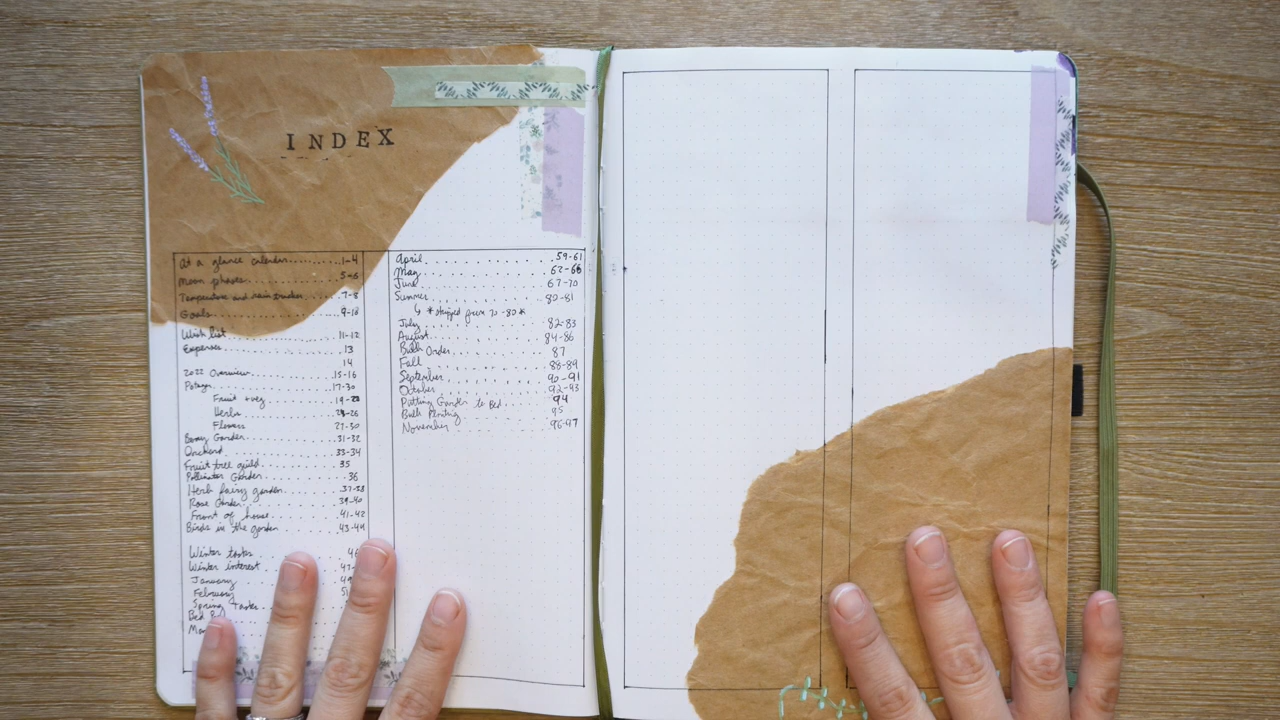 INDEX
At a glance calendar...............1-4
Moon phases...............5-6
Temperature and rain tracker.......7-8
Goals...............9-10
Wish list...............11-12
Expenses...............13
14
2022 Overview...............15-16
Potager...............17-30
Fruit + veg...............19-22
Herbs...............-26
Flowers...............27-30
Berry Garden...............31-32
Orchard...............33-34
Fruit tree guild...............35
Pollinator Garden...............36
Herb fairy garden...............37-38
Rose Garden...............39-40
Front of house...............41-42
Birds in the garden...............43-44
Winter tasks
Winter interest
January
February
Spring Tasks
Bed
April...............59-61
May...............62-66
June...............67-70
Summer...............80-81
↳ *skipped from 70-80*
July...............82-83
August...............84-86
Bulb Order...............87
Fall...............88-89
September...............90-91
October...............92-93
Putting Garden to Bed...............94
Bulb Planting...............95
November...............96-97